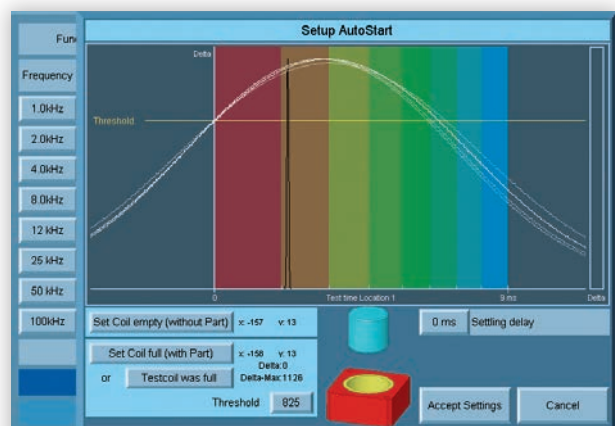 Setup AutoStart
Frequency
1.0kHz
2.0kHz
4.0kHz
8.0kHz
12 kHz
25 kHz
50 kHz
100kHz
Delta
Threshold
0
Test time Location 1
9 ms
Delta
Set Coil empty (without Part)
x: -157 y: 13
Set Coil full (with Part)
x: -158 y: 13
Delta:0
or
Testcoil was full
Delta-Max:1126
Threshold
825
0 ms
Settling delay
Accept Settings
Cancel